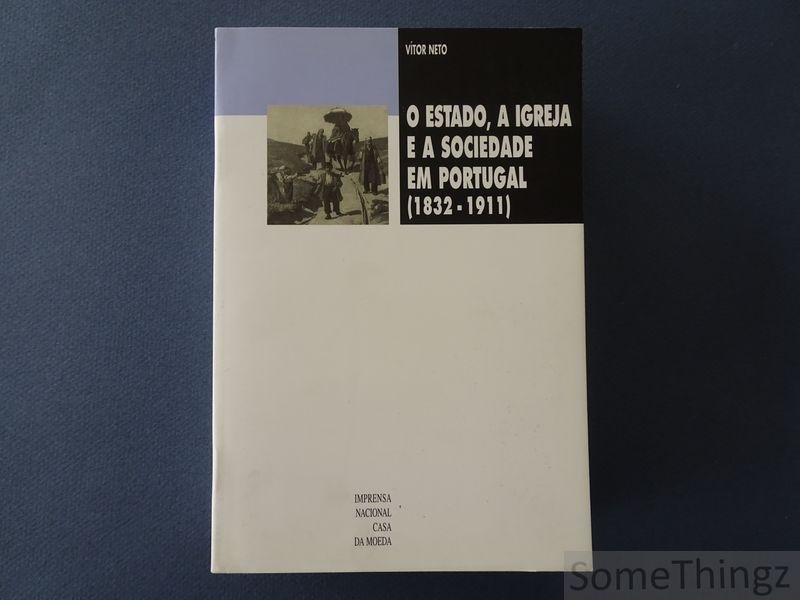 VÍTOR NETO
O ESTADO, A IGREJA
E A SOCIEDADE
EM PORTUGAL
(1832 - 1911)
IMPRENSA
NACIONAL
CASA
DA MOEDA
SomeThingz